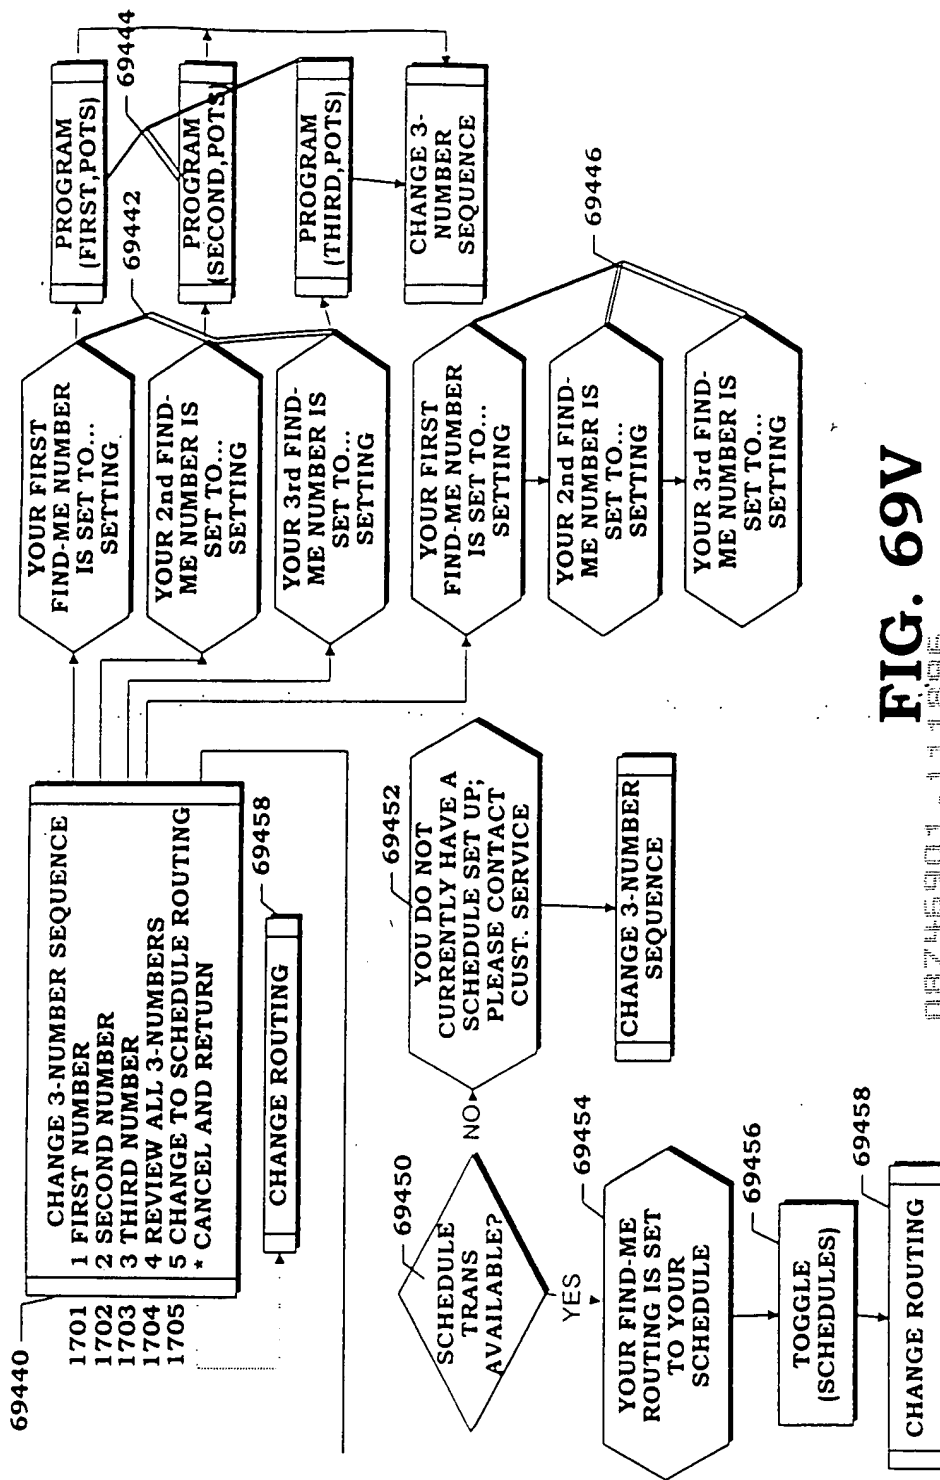 69440
CHANGE 3-NUMBER SEQUENCE
1701 1 FIRST NUMBER
1702 2 SECOND NUMBER
1703 3 THIRD NUMBER
1704 4 REVIEW ALL 3-NUMBERS
1705 5 CHANGE TO SCHEDULE ROUTING
* CANCEL AND RETURN
69458
CHANGE ROUTING
YOUR FIRST
FIND-ME NUMBER
IS SET TO...
SETTING
YOUR 2nd FIND-
ME NUMBER IS
SET TO...
SETTING
YOUR 3rd FIND-
ME NUMBER IS
SET TO...
SETTING
69442
PROGRAM
(FIRST,POTS)
69444
PROGRAM
(SECOND,POTS)
PROGRAM
(THIRD,POTS)
CHANGE 3-
NUMBER
SEQUENCE
YOUR FIRST
FIND-ME NUMBER
IS SET TO...
SETTING
YOUR 2nd FIND-
ME NUMBER IS
SET TO...
SETTING
YOUR 3rd FIND-
ME NUMBER IS
SET TO...
SETTING
69446
69450
SCHEDULE
TRANS
AVAILABLE?
NO
YES
69452
YOU DO NOT
CURRENTLY HAVE A
SCHEDULE SET UP;
PLEASE CONTACT
CUST. SERVICE
CHANGE 3-NUMBER
SEQUENCE
69454
YOUR FIND-ME
ROUTING IS SET
TO YOUR
SCHEDULE
69456
TOGGLE
(SCHEDULES)
69458
CHANGE ROUTING
FIG. 69V